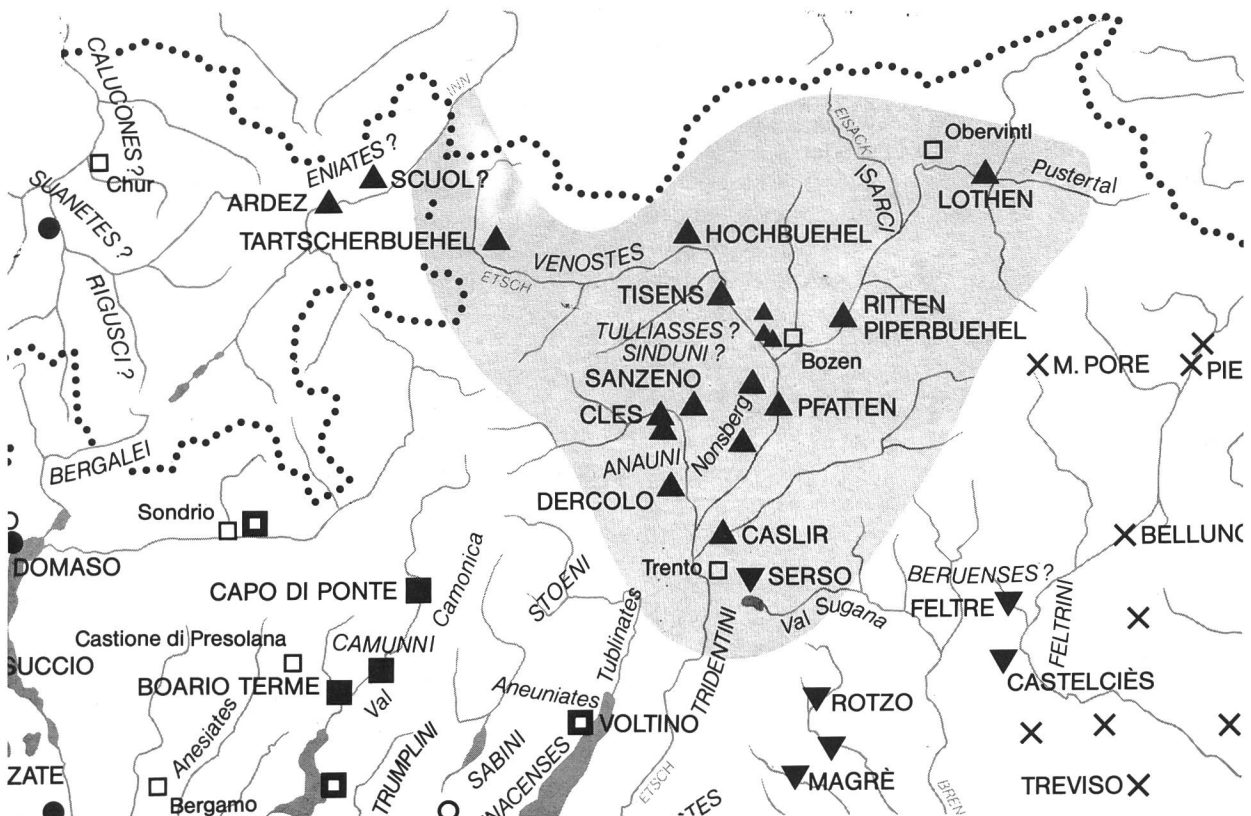 CALUCONES ?
Chur
SUANETES ?
RIGUSCI ?
BERGALEI
ENIATES ?
INN
SCUOL?
ARDEZ
TARTSCHERBUEHEL
ETSCH
VENOSTES
HOCHBUEHEL
EISACK
ISARCI
Obervintl
Pustertal
LOTHEN
TISENS
TULLIASSES ?
SINDUNI ?
RITTEN
PIPERBUEHEL
Bozen
SANZENO
CLES
Nonsberg
PFATTEN
ANAUNI
DERCOLO
M. PORE
PIE
Sondrio
DOMASO
CASLIR
Trento
SERSO
Val Sugana
BELLUNO
BERUENSES ?
FELTRE
FELTRINI
CASTELCIÈS
CAPO DI PONTE
Val Camonica
STOENI
Castione di Presolana
CAMUNNI
BOARIO TERME
SUCCIO
Anesiates
Aneuniates
Tublinates
VOLTINO
TRIDENTINI
ROTZO
MAGRÈ
TREVISO
ZATE
Bergamo
TRUMPLINI
SABINI
NACENSES
ETSCH
TES
BREN